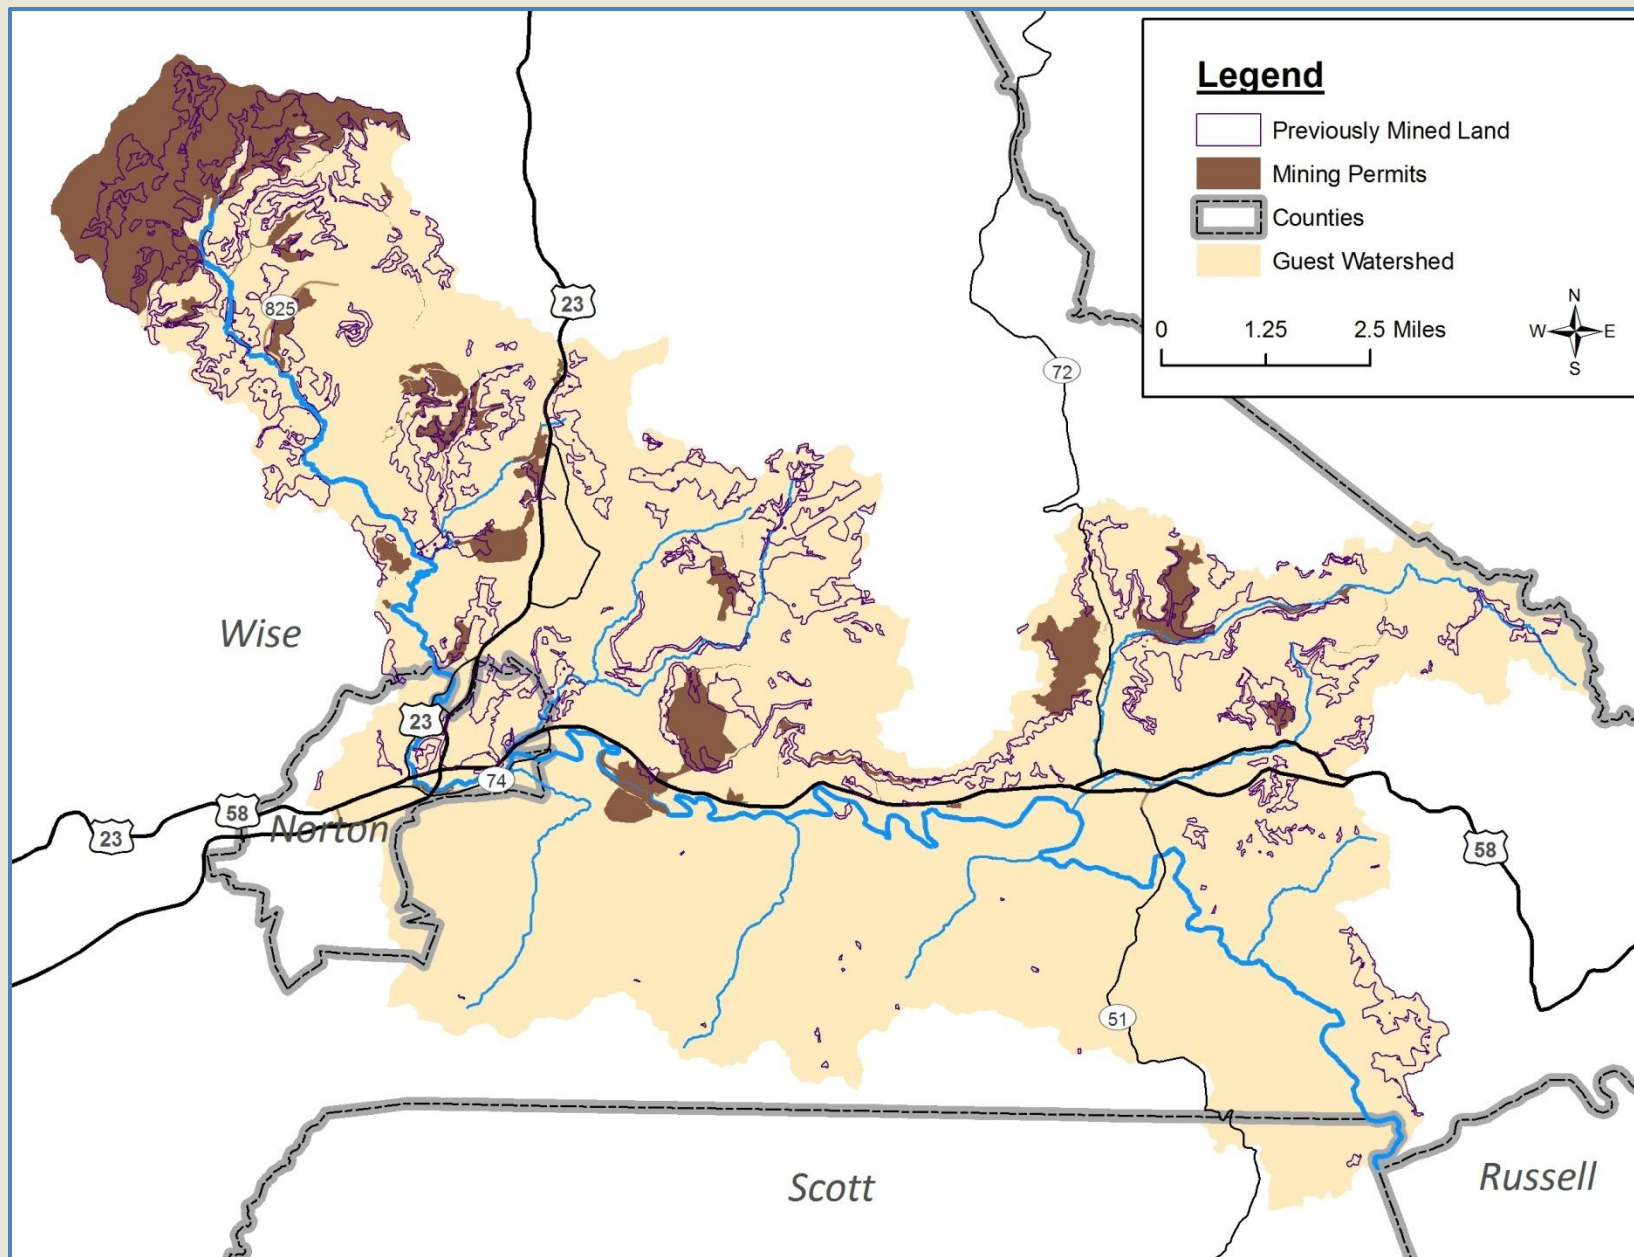 Legend
Previously Mined Land
Mining Permits
Counties
Guest Watershed
0 1.25 2.5 Miles
N
W E
S
23
825
72
Wise
23
74
58
23
Norton
58
51
Scott
Russell